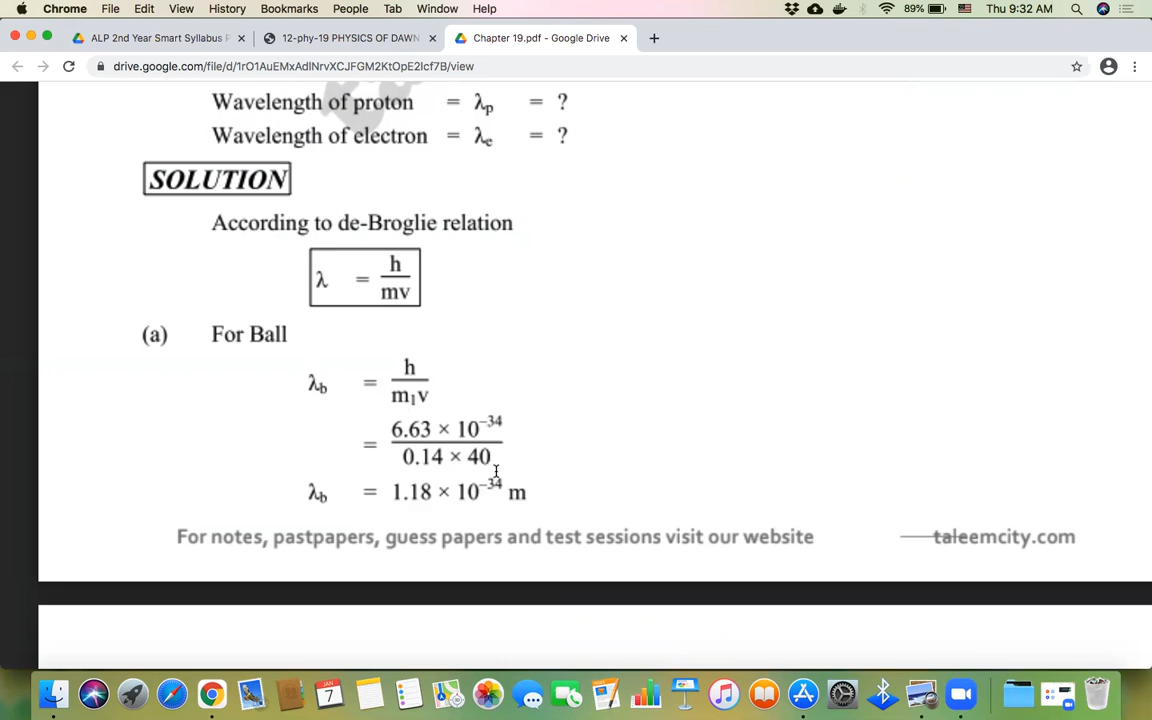 Chrome File Edit View History Bookmarks People Tab Window Help 89% Thu 9:32 AM
ALP 2nd Year Smart Syllabus 12-phy-19 PHYSICS OF DAWN Chapter 19.pdf - Google Drive
drive.google.com/file/d/1rO1AuEMxAdlNrvXCJFGM2KtOpE2Icf7B/view
Wavelength of proton = λp = ?
Wavelength of electron = λe = ?
SOLUTION
According to de-Broglie relation
λ = h
mv
(a) For Ball
λb = h
m₁v
= 6.63 × 10⁻³⁴
0.14 × 40
λb = 1.18 × 10⁻³⁴ m
For notes, pastpapers, guess papers and test sessions visit our website taleemcity.com
JAN
7